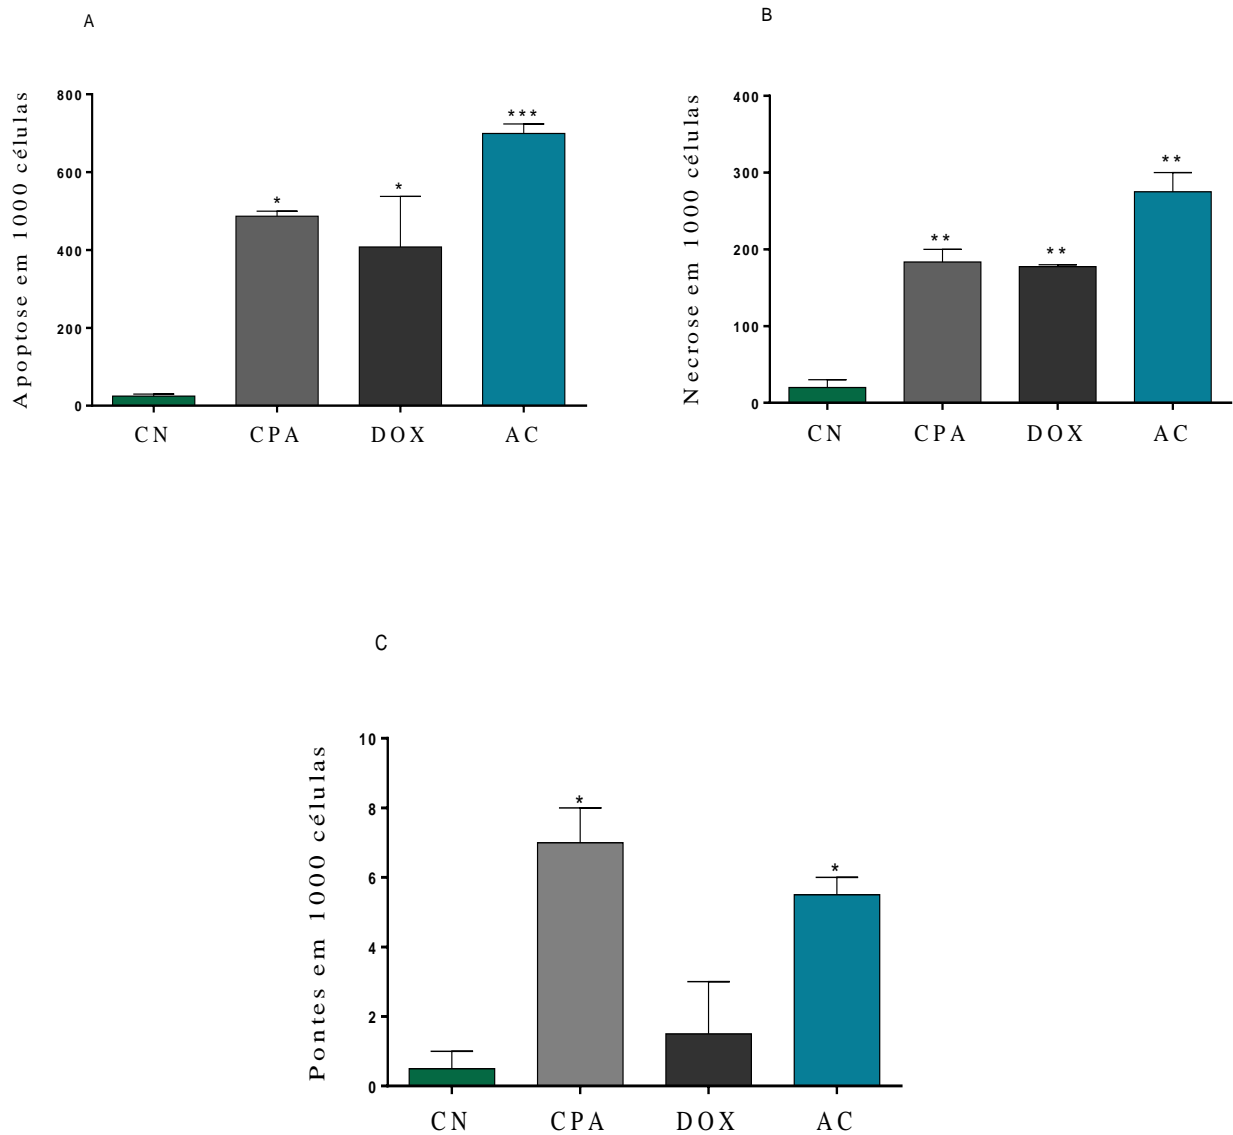 A
Apoptose em 1000 células
800
600
400
200
0
*
*
***
CN CPA DOX AC
B
Necrose em 1000 células
400
300
200
100
0
**
**
**
CN CPA DOX AC
C
Pontes em 1000 células
10
8
6
4
2
0
*
*
CN CPA DOX AC